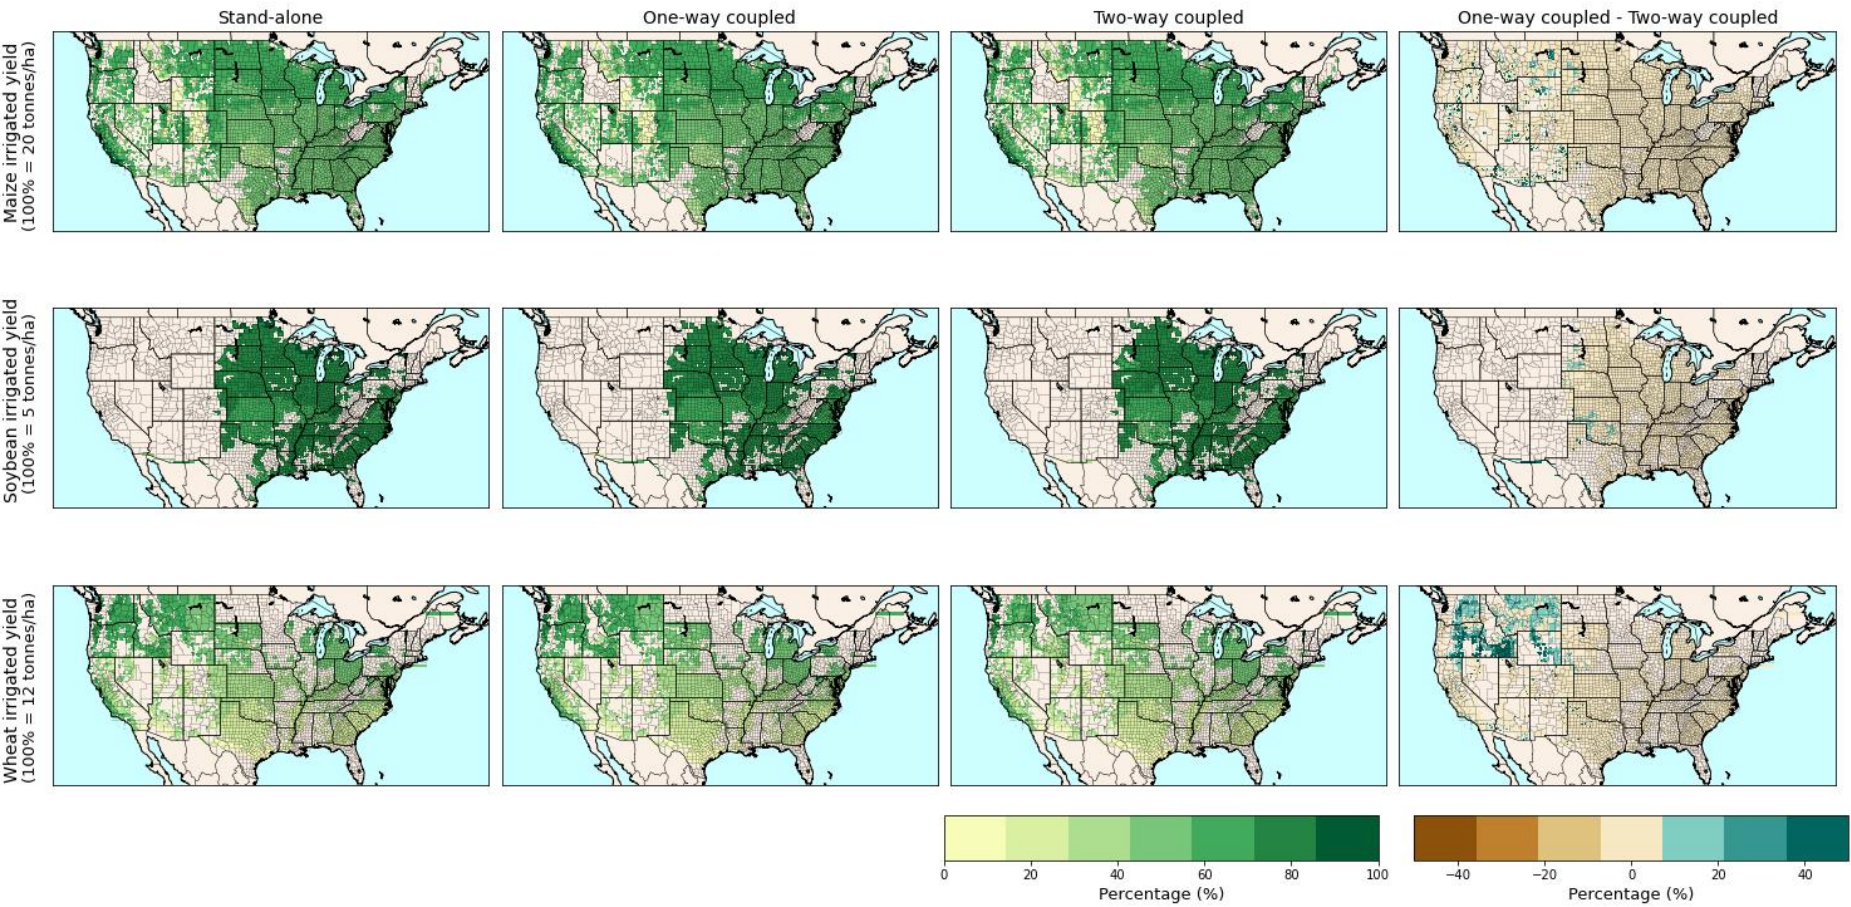 Stand-alone
One-way coupled
Two-way coupled
One-way coupled - Two-way coupled
Maize irrigated yield
(100% = 20 tonnes/ha)
Soybean irrigated yield
(100% = 5 tonnes/ha)
Wheat irrigated yield
(100% = 12 tonnes/ha)
0 20 40 60 80 100
Percentage (%)
−40 −20 0 20 40
Percentage (%)